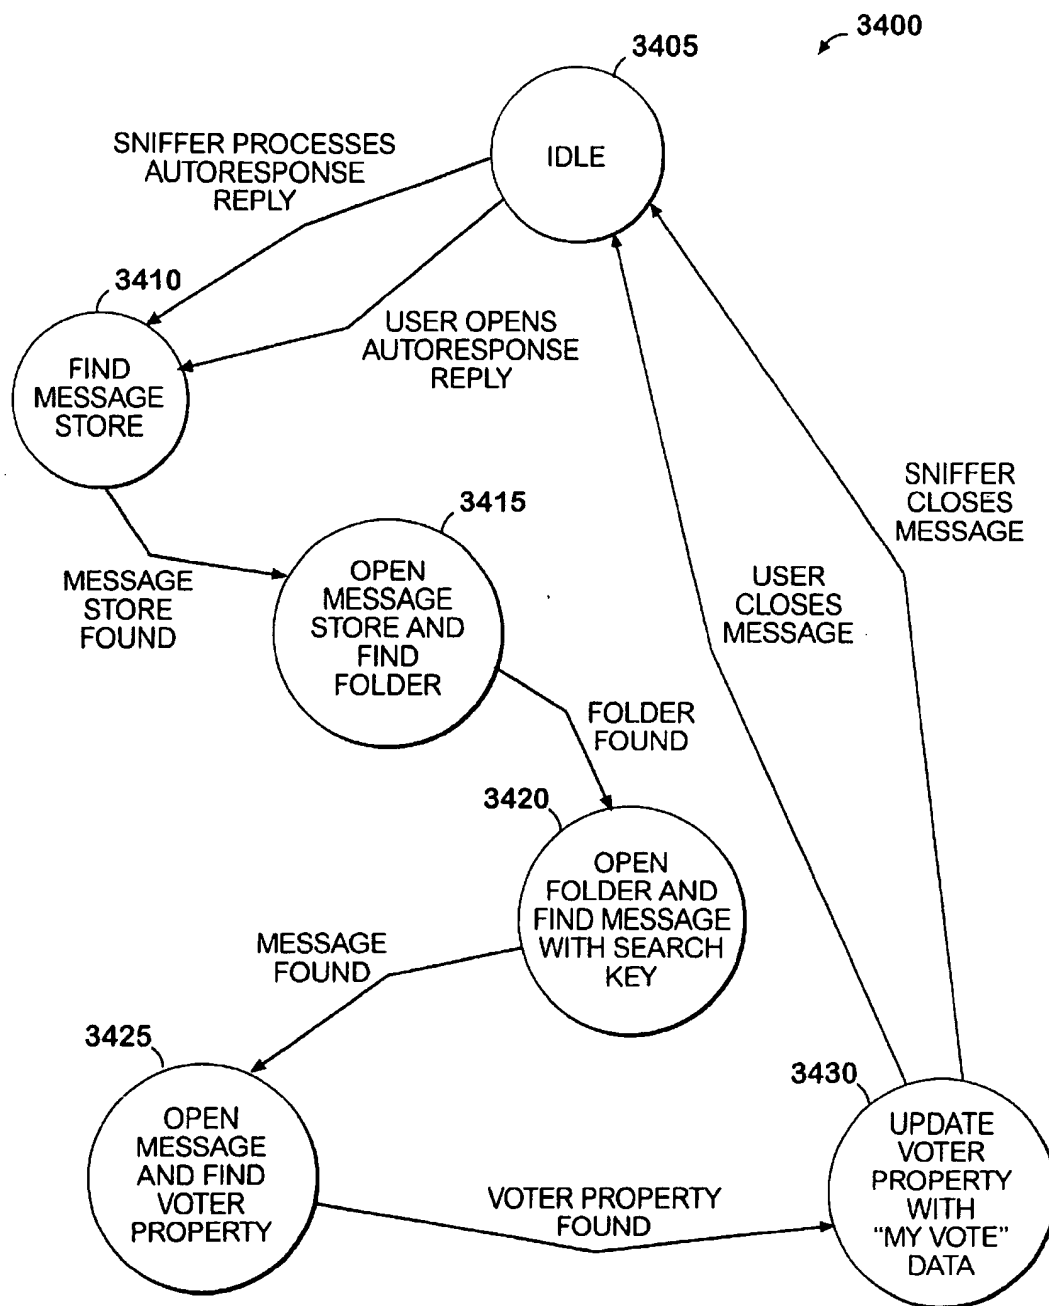 3400
3405
IDLE
SNIFFER PROCESSES
AUTORESPONSE
REPLY
3410
FIND
MESSAGE
STORE
USER OPENS
AUTORESPONSE
REPLY
SNIFFER
CLOSES
MESSAGE
3415
OPEN
MESSAGE
STORE AND
FIND
FOLDER
MESSAGE
STORE
FOUND
USER
CLOSES
MESSAGE
FOLDER
FOUND
3420
OPEN
FOLDER AND
FIND MESSAGE
WITH SEARCH
KEY
MESSAGE
FOUND
3425
OPEN
MESSAGE
AND FIND
VOTER
PROPERTY
VOTER PROPERTY
FOUND
3430
UPDATE
VOTER
PROPERTY
WITH
"MY VOTE"
DATA